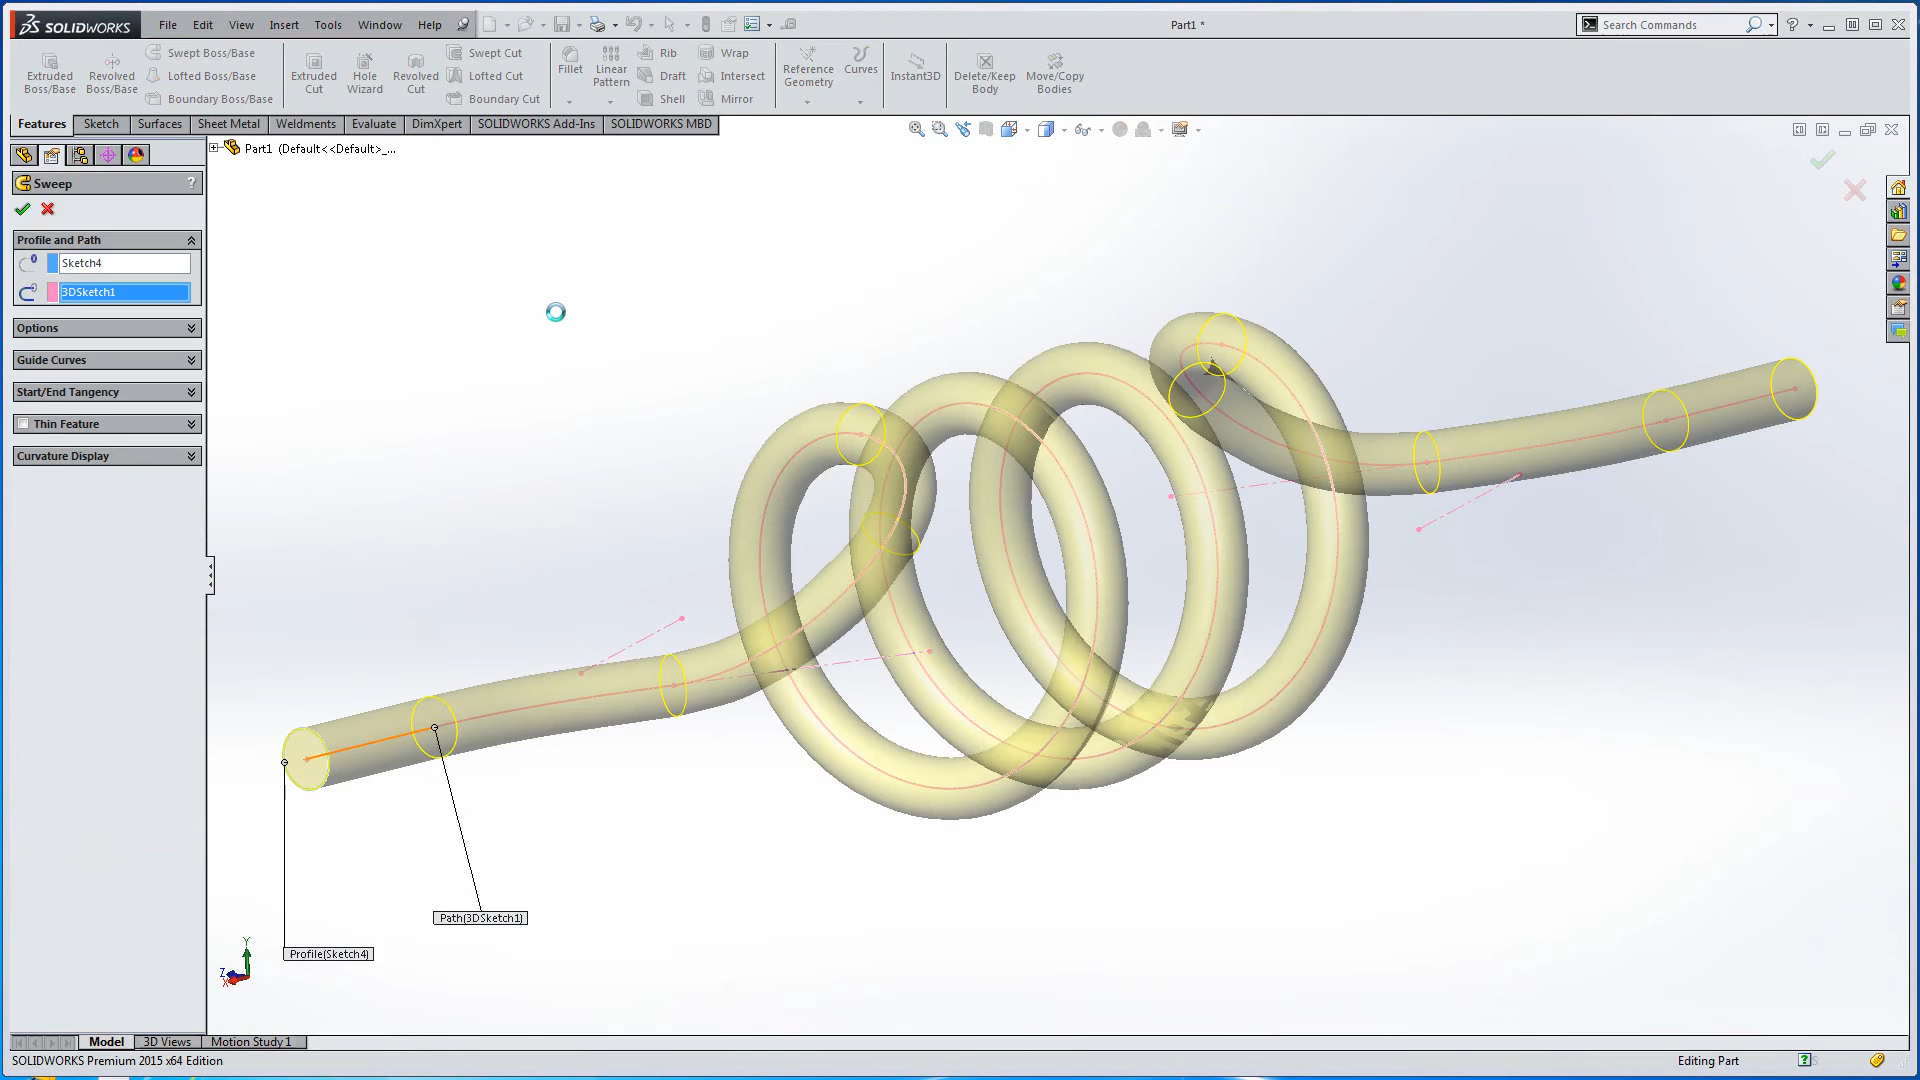 SOLIDWORKS File Edit View Insert Tools Window Help Part1 * Search Commands
Extruded Boss/Base
Revolved Boss/Base
Swept Boss/Base
Lofted Boss/Base
Boundary Boss/Base
Extruded Cut
Hole Wizard
Revolved Cut
Swept Cut
Lofted Cut
Boundary Cut
Fillet
Linear Pattern
Rib
Draft
Shell
Wrap
Intersect
Mirror
Reference Geometry
Curves
Instant3D
Delete/Keep Body
Move/Copy Bodies
Features Sketch Surfaces Sheet Metal Weldments Evaluate DimXpert SOLIDWORKS Add-Ins SOLIDWORKS MBD
Part1 (Default<<Default>_...
Sweep ?
Profile and Path
Sketch4
3DSketch1
Options
Guide Curves
Start/End Tangency
Thin Feature
Curvature Display
Path(3DSketch1)
Profile(Sketch4)
Y
Z
X
Model 3D Views Motion Study 1
SOLIDWORKS Premium 2015 x64 Edition Editing Part